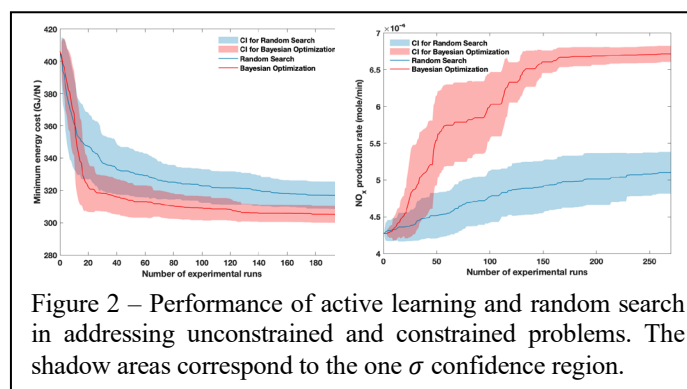 420
400
380
360
340
320
300
280
Minimum energy cost (GJ/tN)
CI for Random Search
CI for Bayesian Optimization
Random Search
Bayesian Optimization
0 20 40 60 80 100 120 140 160 180
Number of experimental runs
×10⁻⁶
7
6.5
6
5.5
5
4.5
4
NOx production rate (mole/min)
CI for Random Search
CI for Bayesian Optimization
Random Search
Bayesian Optimization
0 50 100 150 200 250
Number of experimental runs
Figure 2 – Performance of active learning and random search
in addressing unconstrained and constrained problems. The
shadow areas correspond to the one σ confidence region.